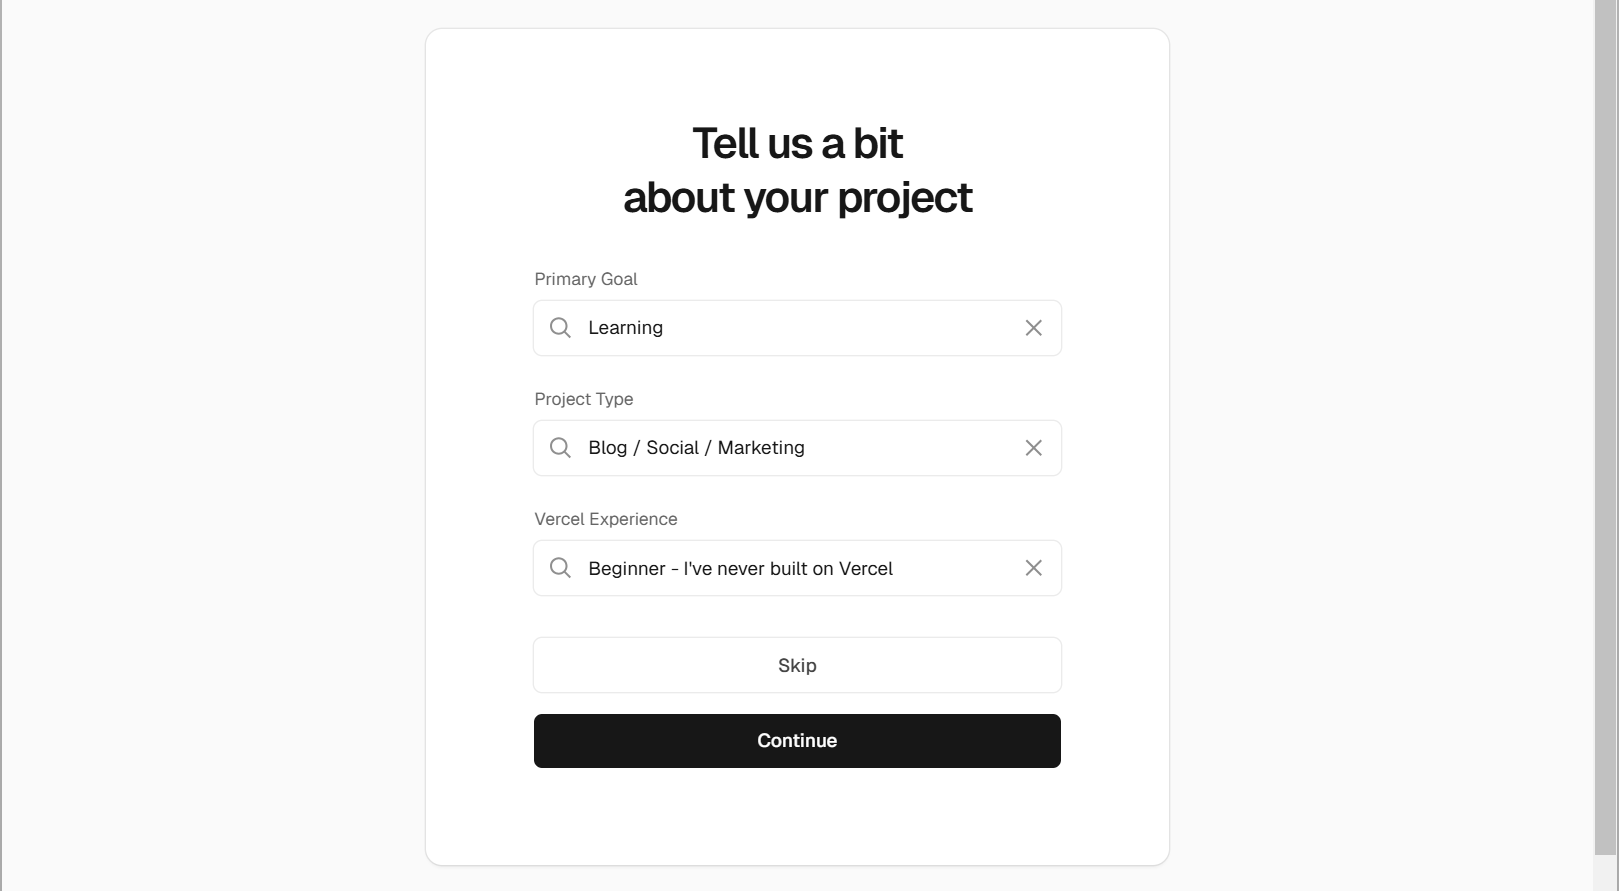 Tell us a bit
about your project
Primary Goal
Learning
Project Type
Blog / Social / Marketing
Vercel Experience
Beginner - I've never built on Vercel
Skip
Continue